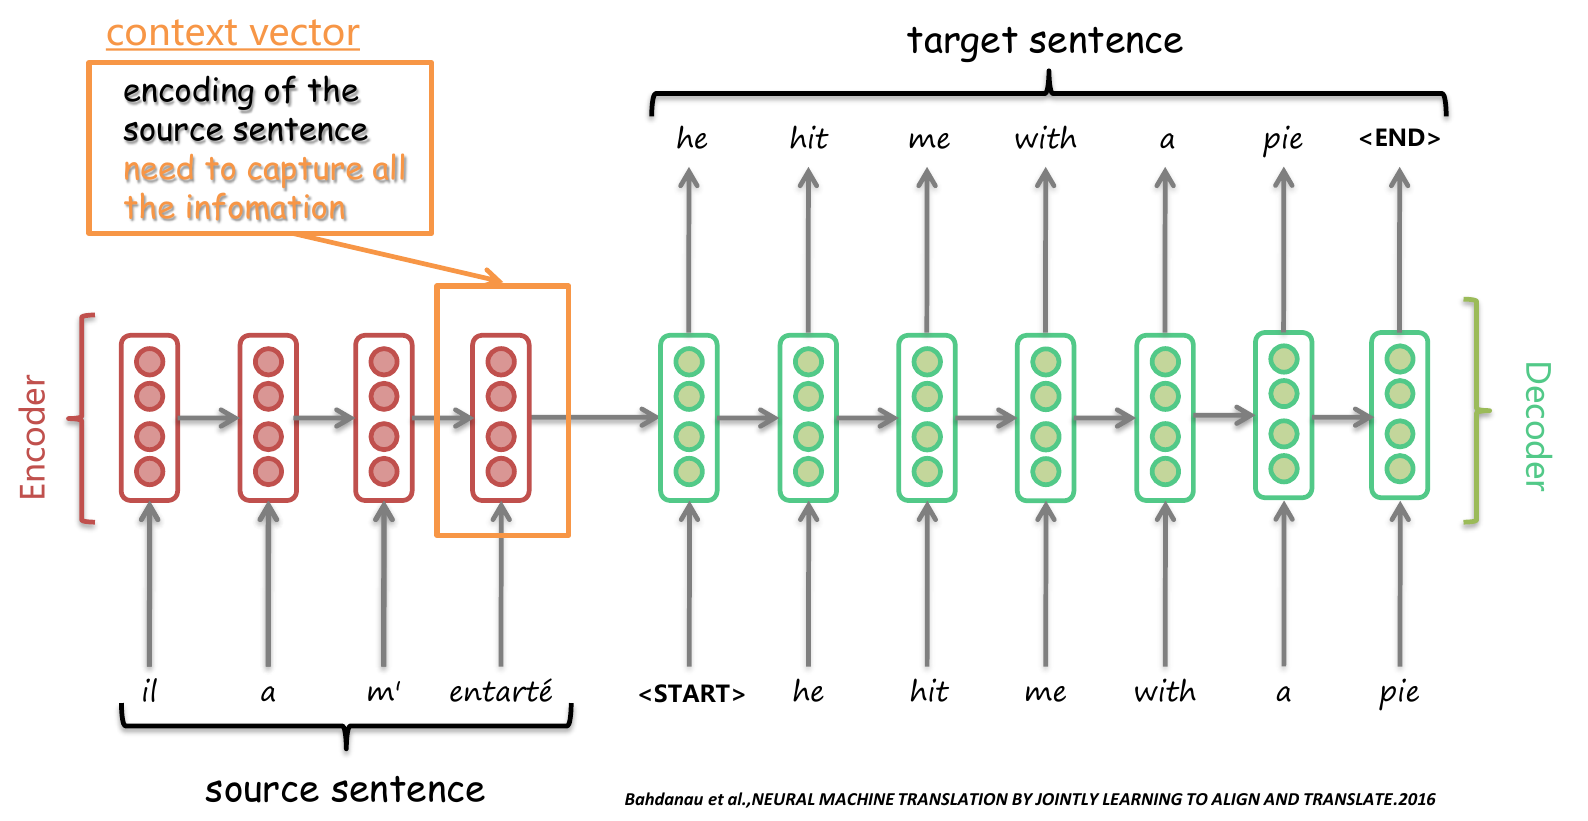 context vector
encoding of the
source sentence
need to capture all
the infomation
target sentence
he hit me with a pie <END>
Encoder
Decoder
il a m' entarté <START> he hit me with a pie
source sentence
Bahdanau et al.,NEURAL MACHINE TRANSLATION BY JOINTLY LEARNING TO ALIGN AND TRANSLATE.2016